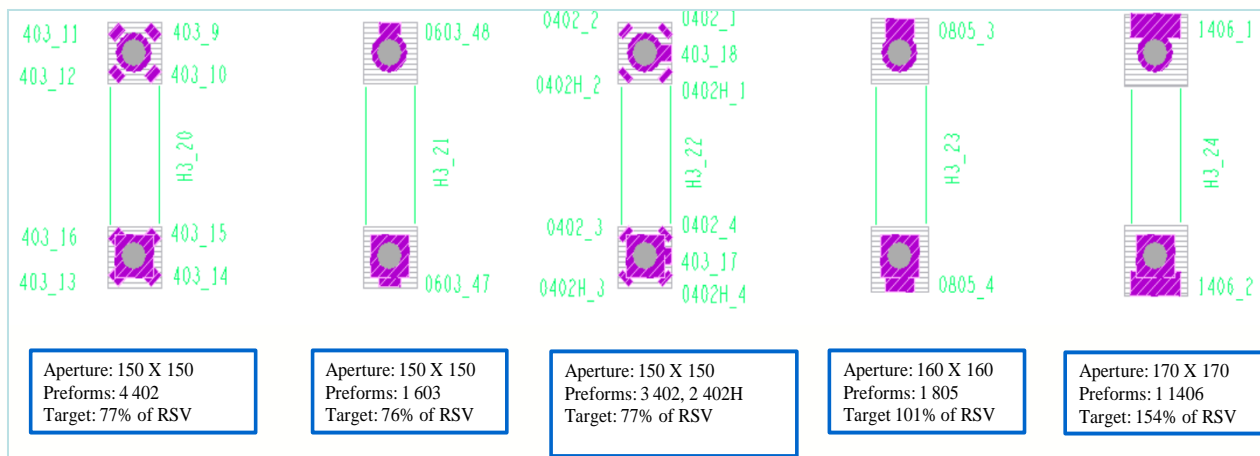 403_11
403_9
403_12
403_10
H3_20
403_16
403_15
403_13
403_14
0603_48
H3_21
0603_47
0402_2
0402_1
403_18
0402H_2
0402H_1
H3_22
0402_3
0402_4
403_17
0402H_3
0402H_4
0805_3
H3_23
0805_4
1406_1
H3_24
1406_2
Aperture: 150 X 150
Preforms: 4 402
Target: 77% of RSV
Aperture: 150 X 150
Preforms: 1 603
Target: 76% of RSV
Aperture: 150 X 150
Preforms: 3 402, 2 402H
Target: 77% of RSV
Aperture: 160 X 160
Preforms: 1 805
Target 101% of RSV
Aperture: 170 X 170
Preforms: 1 1406
Target: 154% of RSV